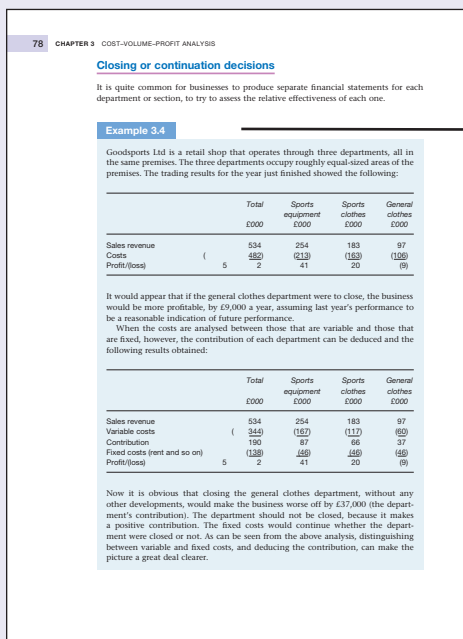 78 CHAPTER 3 COST–VOLUME–PROFIT ANALYSIS
Closing or continuation decisions
It is quite common for businesses to produce separate financial statements for each
department or section, to try to assess the relative effectiveness of each one.
Example 3.4
Goodsports Ltd is a retail shop that operates through three departments, all in
the same premises. The three departments occupy roughly equal-sized areas of the
premises. The trading results for the year just finished showed the following:
Total Sports Sports General
equipment clothes clothes
£000 £000 £000 £000
Sales revenue 534 254 183 97
Costs ( 482) (213) (163) (106)
Profit/(loss) 5 2 41 20 (9)
It would appear that if the general clothes department were to close, the business
would be more profitable, by £9,000 a year, assuming last year's performance to
be a reasonable indication of future performance.
When the costs are analysed between those that are variable and those that
are fixed, however, the contribution of each department can be deduced and the
following results obtained:
Total Sports Sports General
equipment clothes clothes
£000 £000 £000 £000
Sales revenue 534 254 183 97
Variable costs ( 344) (167) (117) (60)
Contribution 190 87 66 37
Fixed costs (rent and so on) (138) (46) (46) (46)
Profit/(loss) 5 2 41 20 (9)
Now it is obvious that closing the general clothes department, without any
other developments, would make the business worse off by £37,000 (the depart-
ment's contribution). The department should not be closed, because it makes
a positive contribution. The fixed costs would continue whether the depart-
ment were closed or not. As can be seen from the above analysis, distinguishing
between variable and fixed costs, and deducing the contribution, can make the
picture a great deal clearer.